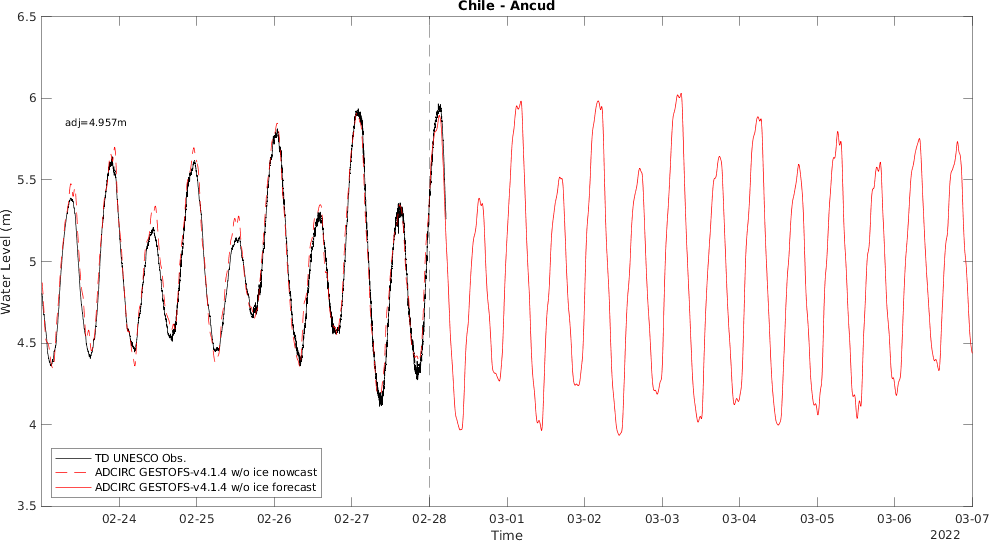 Chile - Ancud
6.5
6
5.5
5
4.5
4
3.5
Water Level (m)
adj=4.957m
TD UNESCO Obs.
ADCIRC GESTOFS-v4.1.4 w/o ice nowcast
ADCIRC GESTOFS-v4.1.4 w/o ice forecast
02-24 02-25 02-26 02-27 02-28 03-01 03-02 03-03 03-04 03-05 03-06 03-07
Time
2022